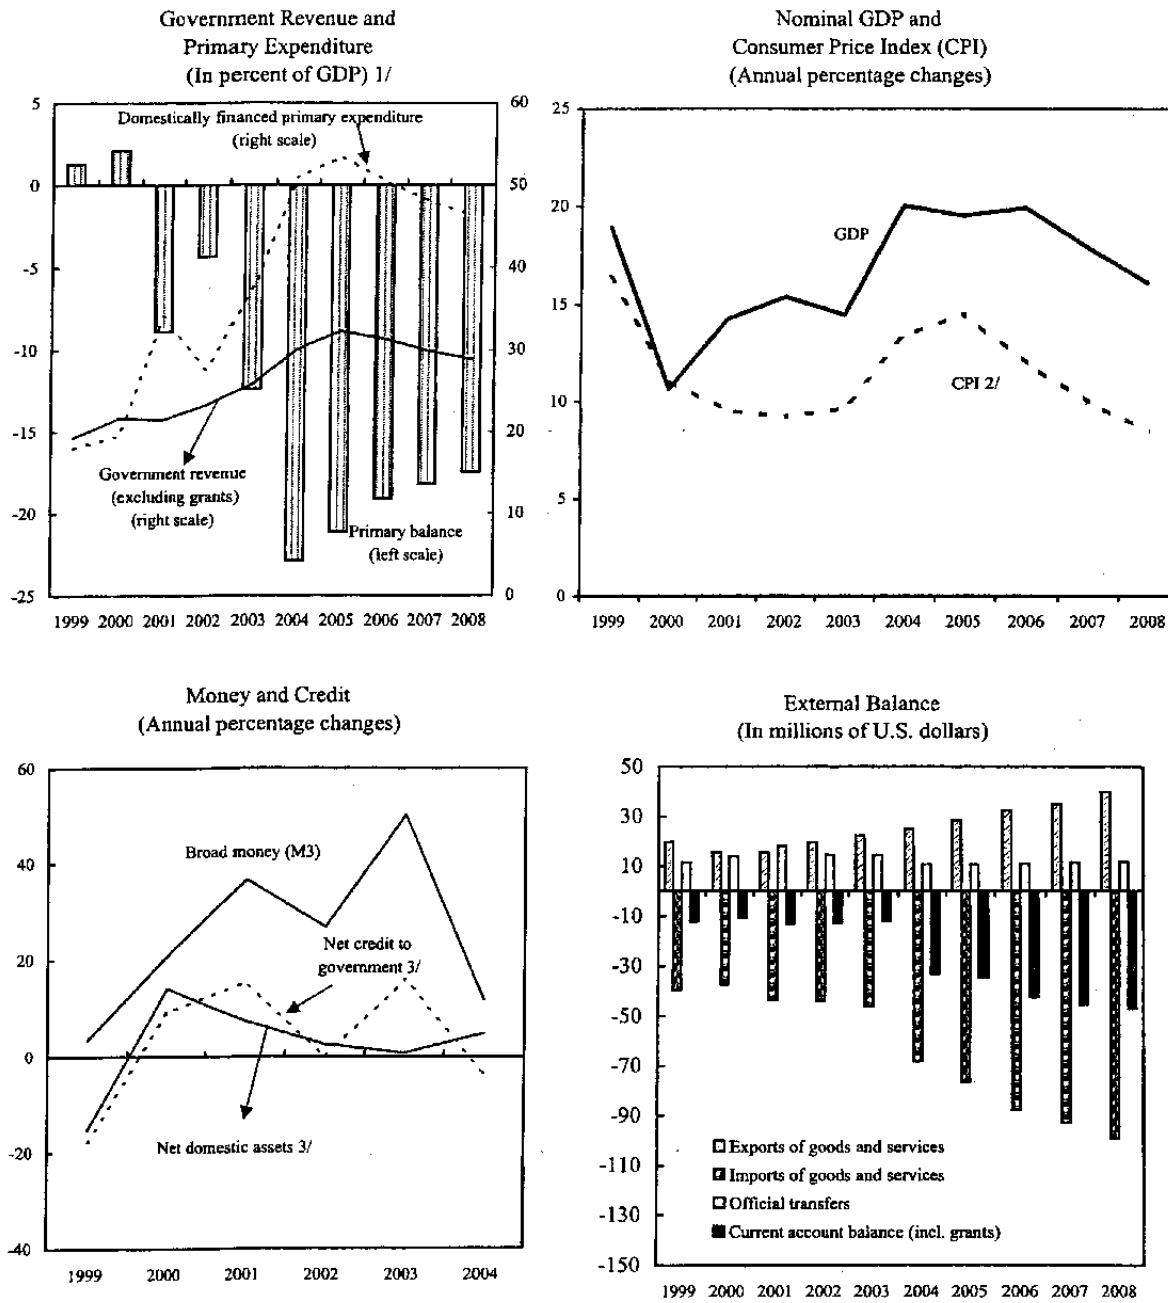 Government Revenue and
Primary Expenditure
(In percent of GDP) 1/
5
0
-5
-10
-15
-20
-25
60
50
40
30
20
10
0
Domestically financed primary expenditure
(right scale)
Government revenue
(excluding grants)
(right scale)
Primary balance
(left scale)
1999 2000 2001 2002 2003 2004 2005 2006 2007 2008
Nominal GDP and
Consumer Price Index (CPI)
(Annual percentage changes)
25
20
15
10
5
0
GDP
CPI 2/
1999 2000 2001 2002 2003 2004 2005 2006 2007 2008
Money and Credit
(Annual percentage changes)
60
40
20
0
-20
-40
Broad money (M3)
Net credit to
government 3/
Net domestic assets 3/
1999 2000 2001 2002 2003 2004
External Balance
(In millions of U.S. dollars)
50
30
10
-10
-30
-50
-70
-90
-110
-130
-150
Exports of goods and services
Imports of goods and services
Official transfers
Current account balance (incl. grants)
1999 2000 2001 2002 2003 2004 2005 2006 2007 2008